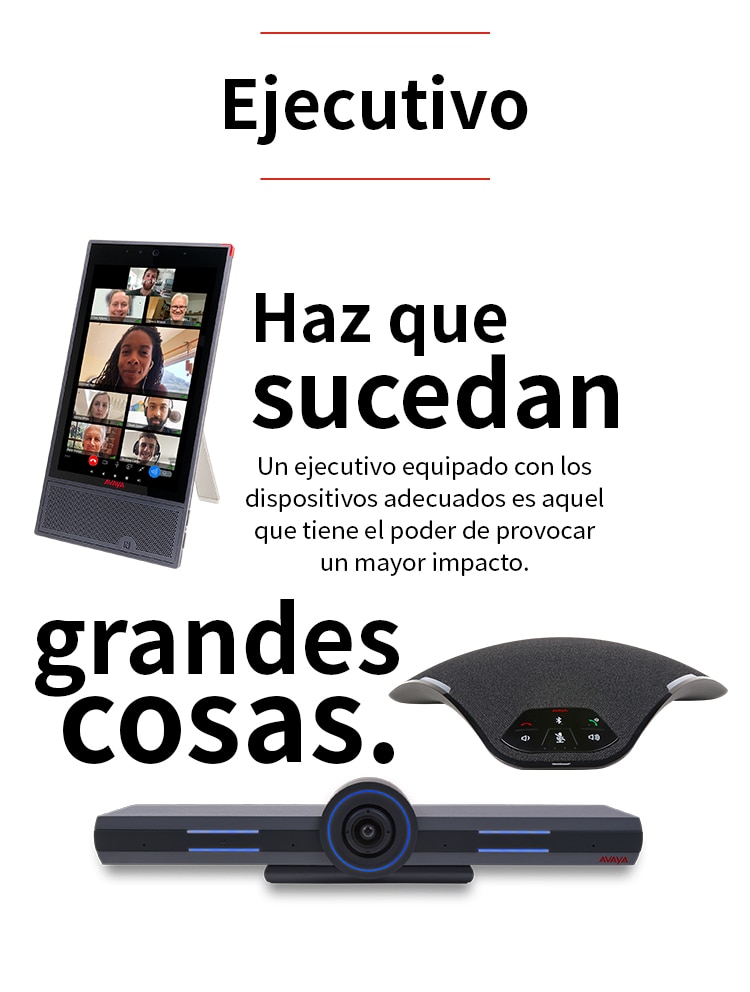 Ejecutivo
Haz que
sucedan
Un ejecutivo equipado con los
dispositivos adecuados es aquel
que tiene el poder de provocar
un mayor impacto.
AVAYA
grandes
cosas.
AVAYA
AVAYA